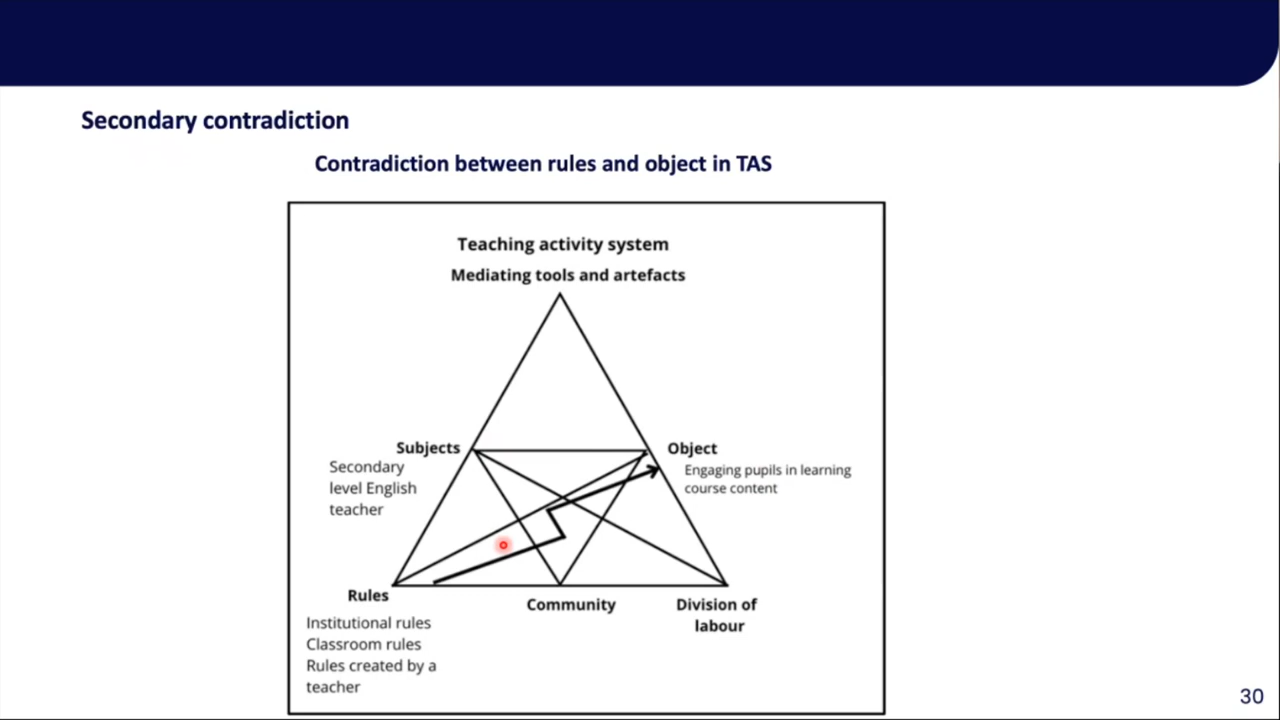 Secondary contradiction
Contradiction between rules and object in TAS
Teaching activity system
Mediating tools and artefacts
Subjects
Secondary
level English
teacher
Object
Engaging pupils in learning
course content
Rules
Institutional rules
Classroom rules
Rules created by a
teacher
Community
Division of
labour
30